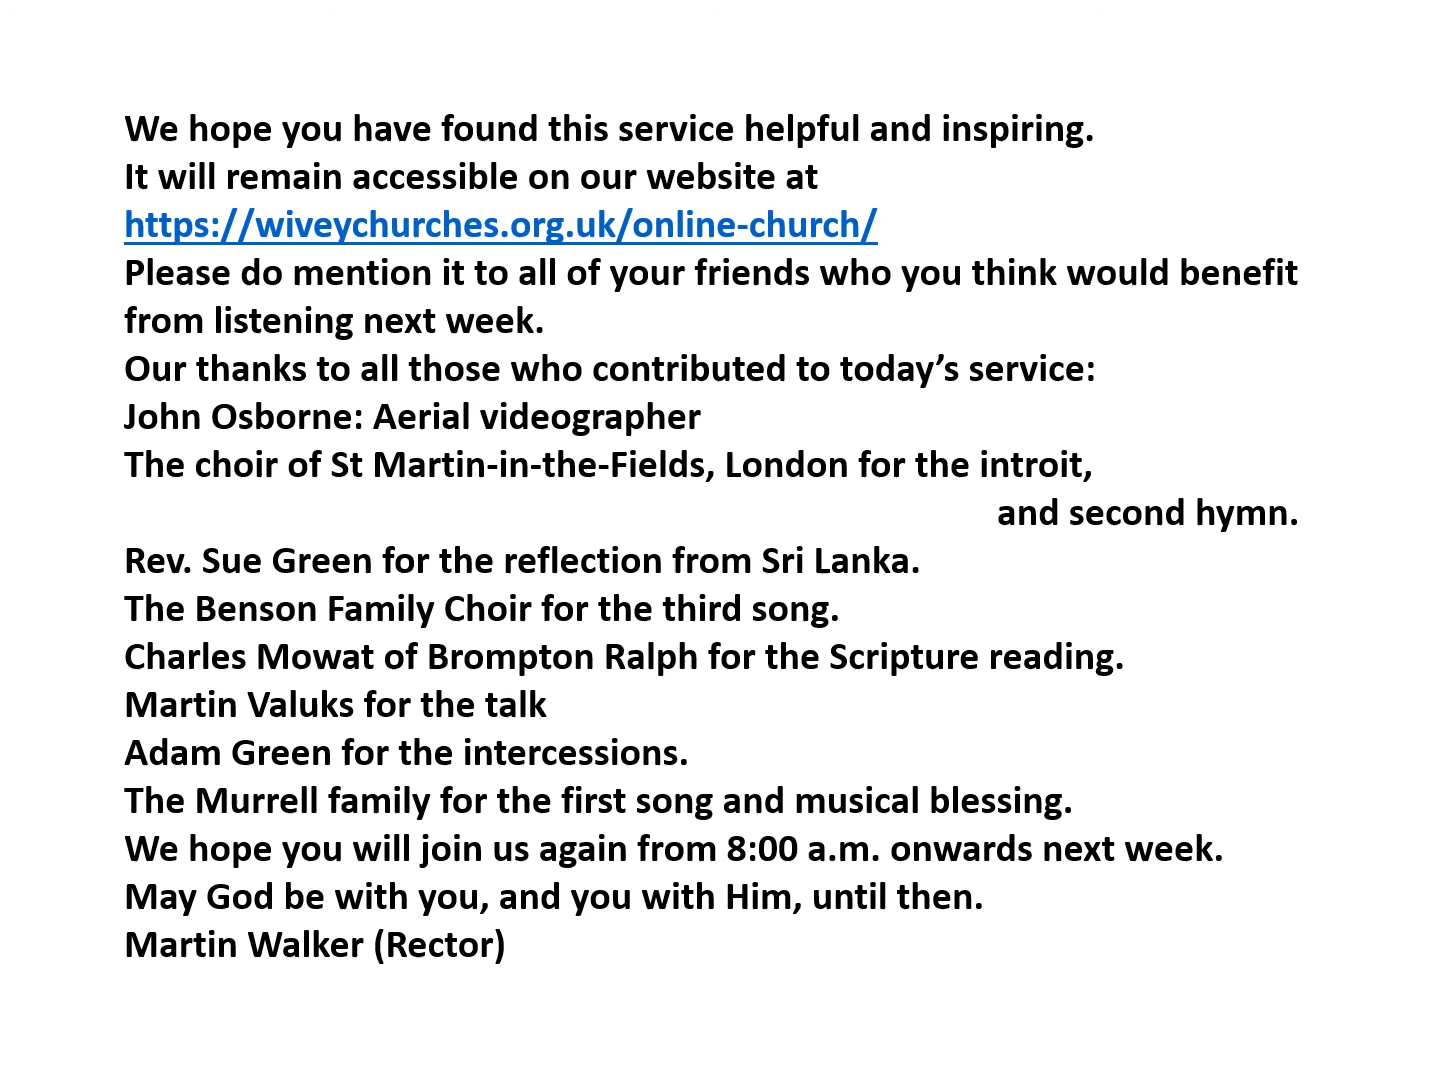 We hope you have found this service helpful and inspiring.
It will remain accessible on our website at
https://wiveychurches.org.uk/online-church/
Please do mention it to all of your friends who you think would benefit
from listening next week.
Our thanks to all those who contributed to today’s service:
John Osborne: Aerial videographer
The choir of St Martin-in-the-Fields, London for the introit,
and second hymn.
Rev. Sue Green for the reflection from Sri Lanka.
The Benson Family Choir for the third song.
Charles Mowat of Brompton Ralph for the Scripture reading.
Martin Valuks for the talk
Adam Green for the intercessions.
The Murrell family for the first song and musical blessing.
We hope you will join us again from 8:00 a.m. onwards next week.
May God be with you, and you with Him, until then.
Martin Walker (Rector)